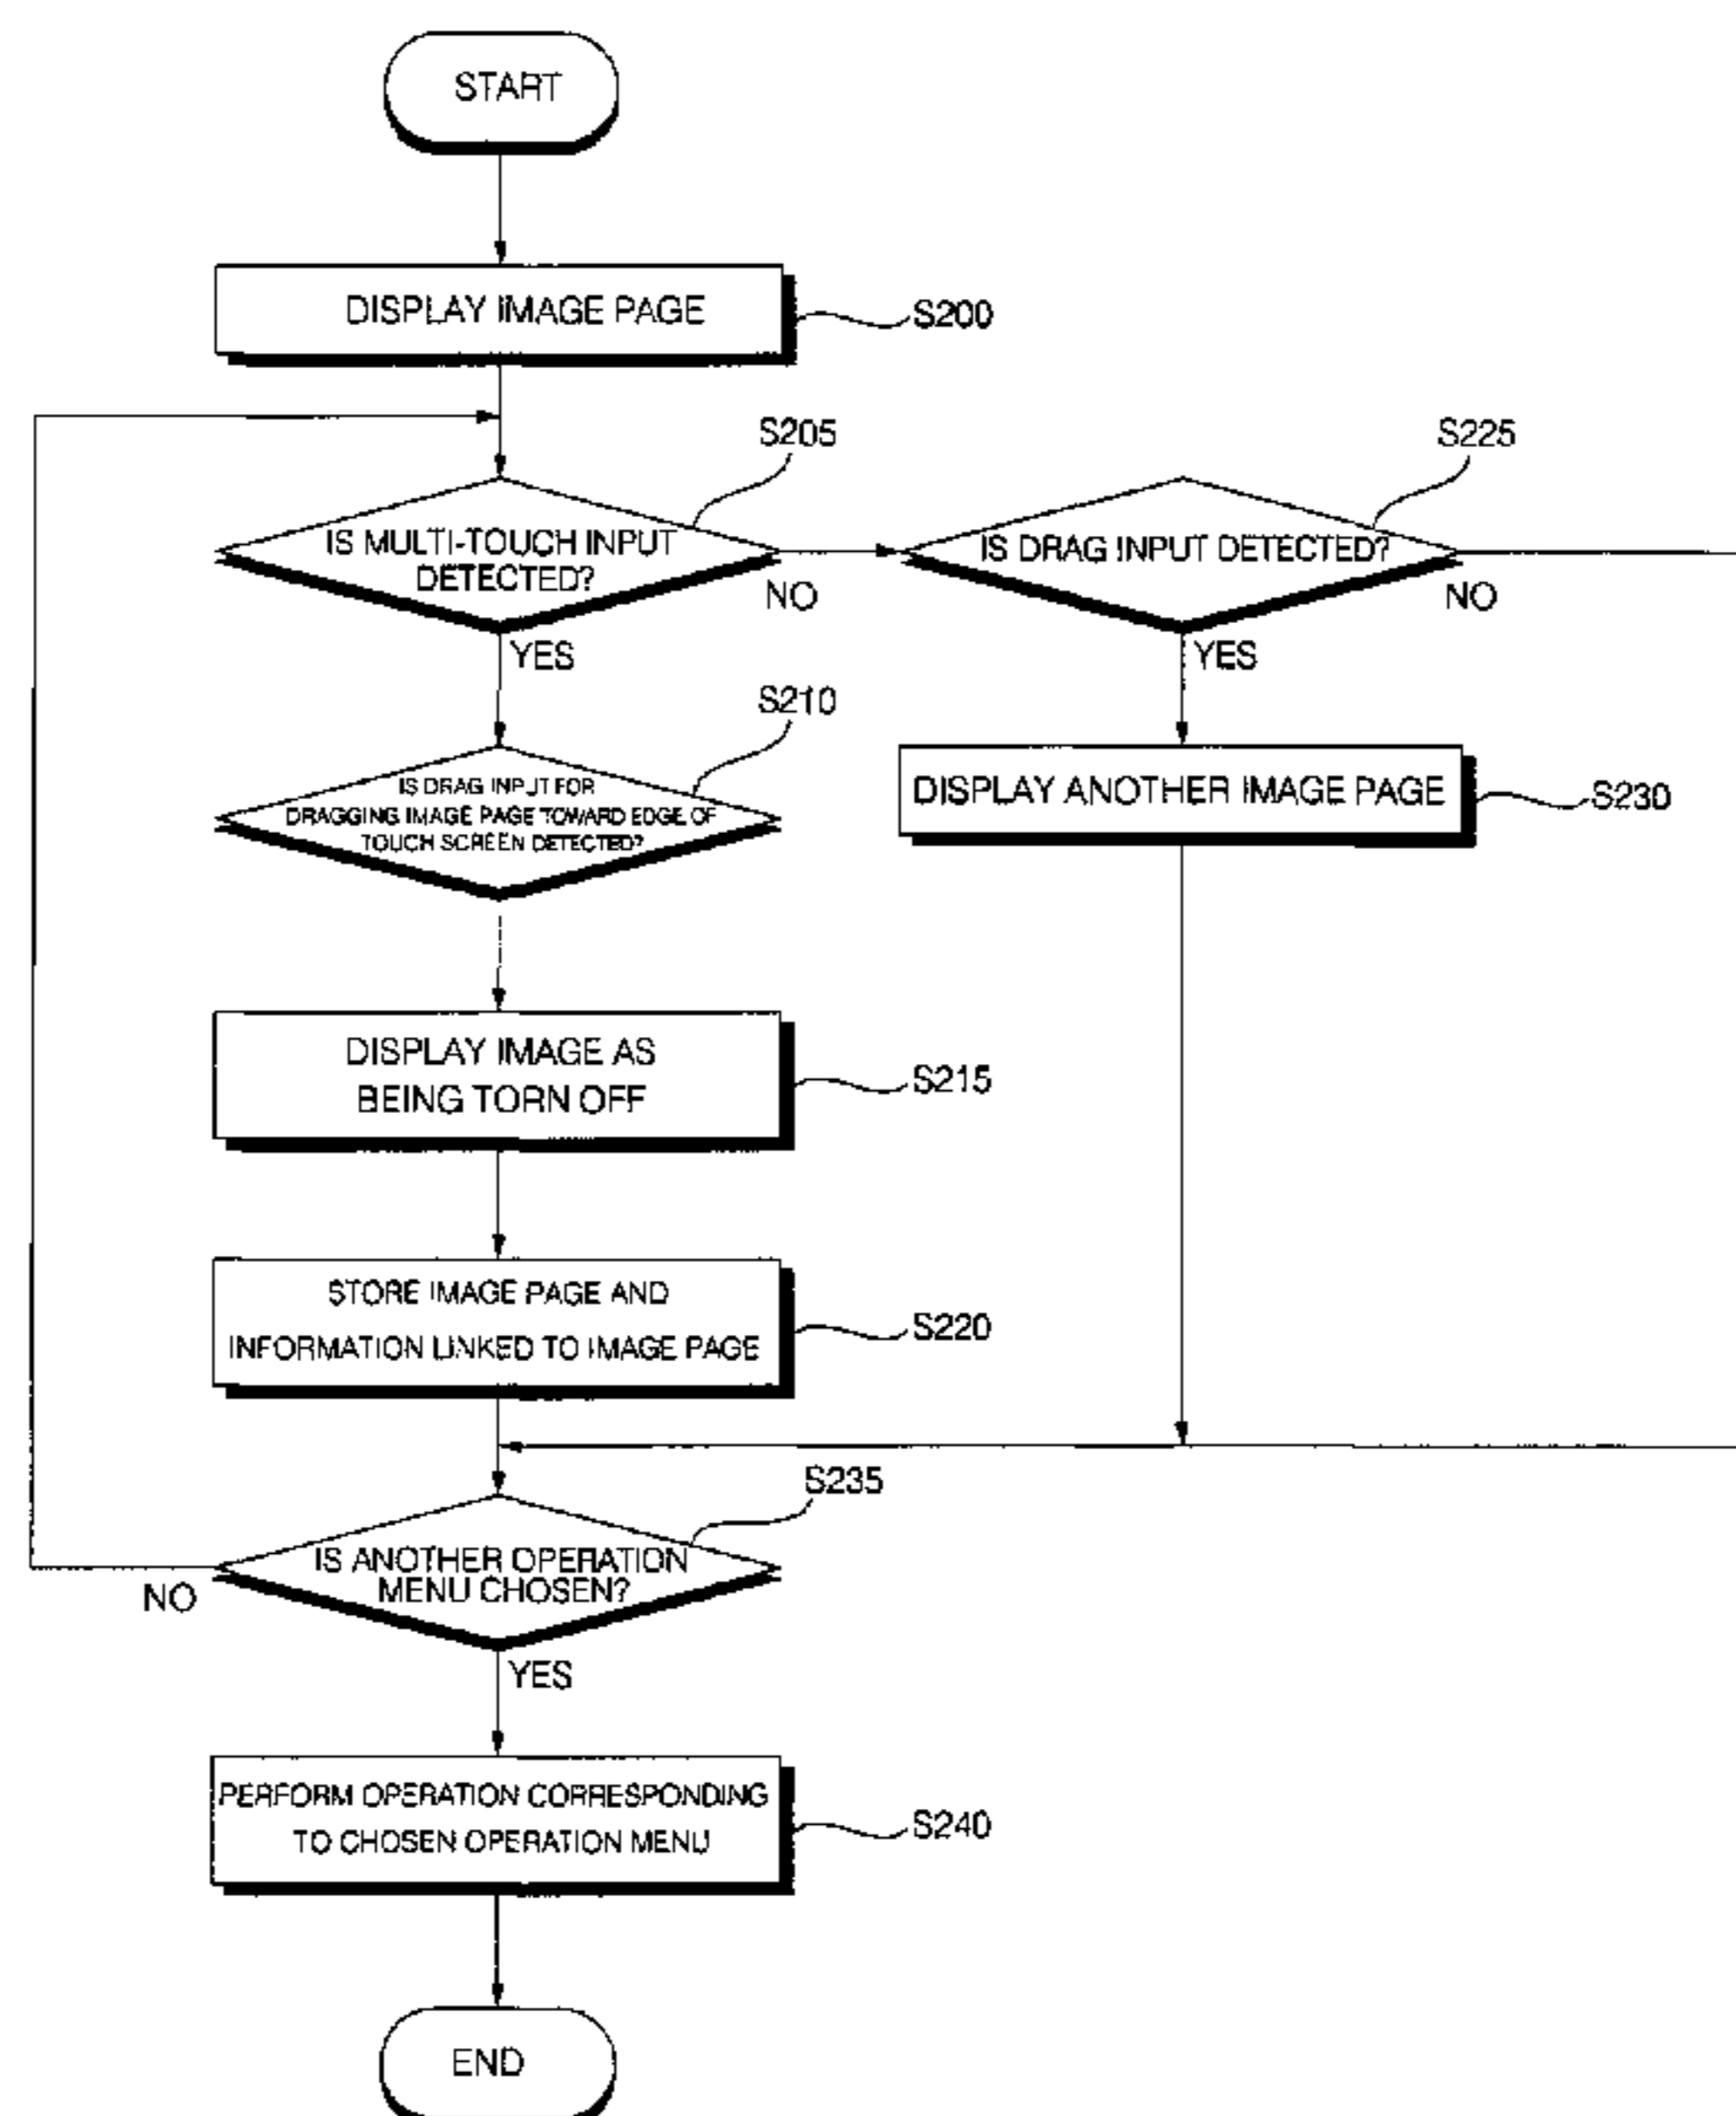 START
DISPLAY IMAGE PAGE
S200
S205
S225
IS MULTI-TOUCH INPUT
DETECTED?
NO
IS DRAG INPUT DETECTED?
NO
YES
YES
S210
IS DRAG INPUT FOR
DRAGGING IMAGE PAGE TOWARD EDGE OF
TOUCH SCREEN DETECTED?
DISPLAY ANOTHER IMAGE PAGE
S230
DISPLAY IMAGE AS
BEING TORN OFF
S215
STORE IMAGE PAGE AND
INFORMATION LINKED TO IMAGE PAGE
S220
S235
IS ANOTHER OPERATION
MENU CHOSEN?
NO
YES
PERFORM OPERATION CORRESPONDING
TO CHOSEN OPERATION MENU
S240
END